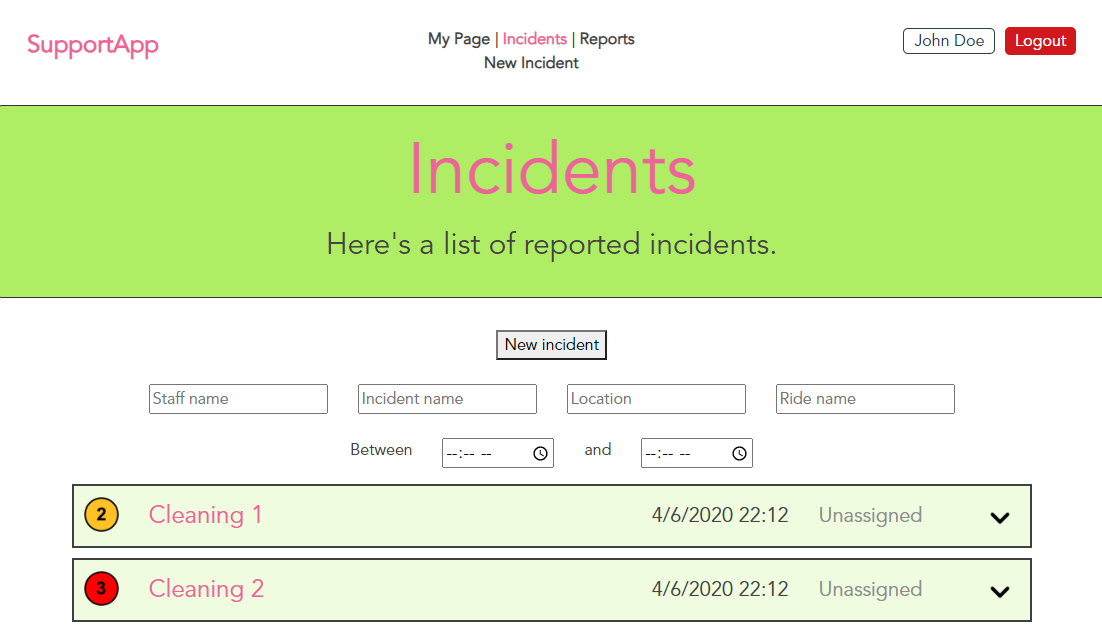 SupportApp
My Page | Incidents | Reports
New Incident
John Doe
Logout
Incidents
Here's a list of reported incidents.
New incident
Staff name
Incident name
Location
Ride name
Between --:-- -- and --:-- --
2 Cleaning 1 4/6/2020 22:12 Unassigned
3 Cleaning 2 4/6/2020 22:12 Unassigned